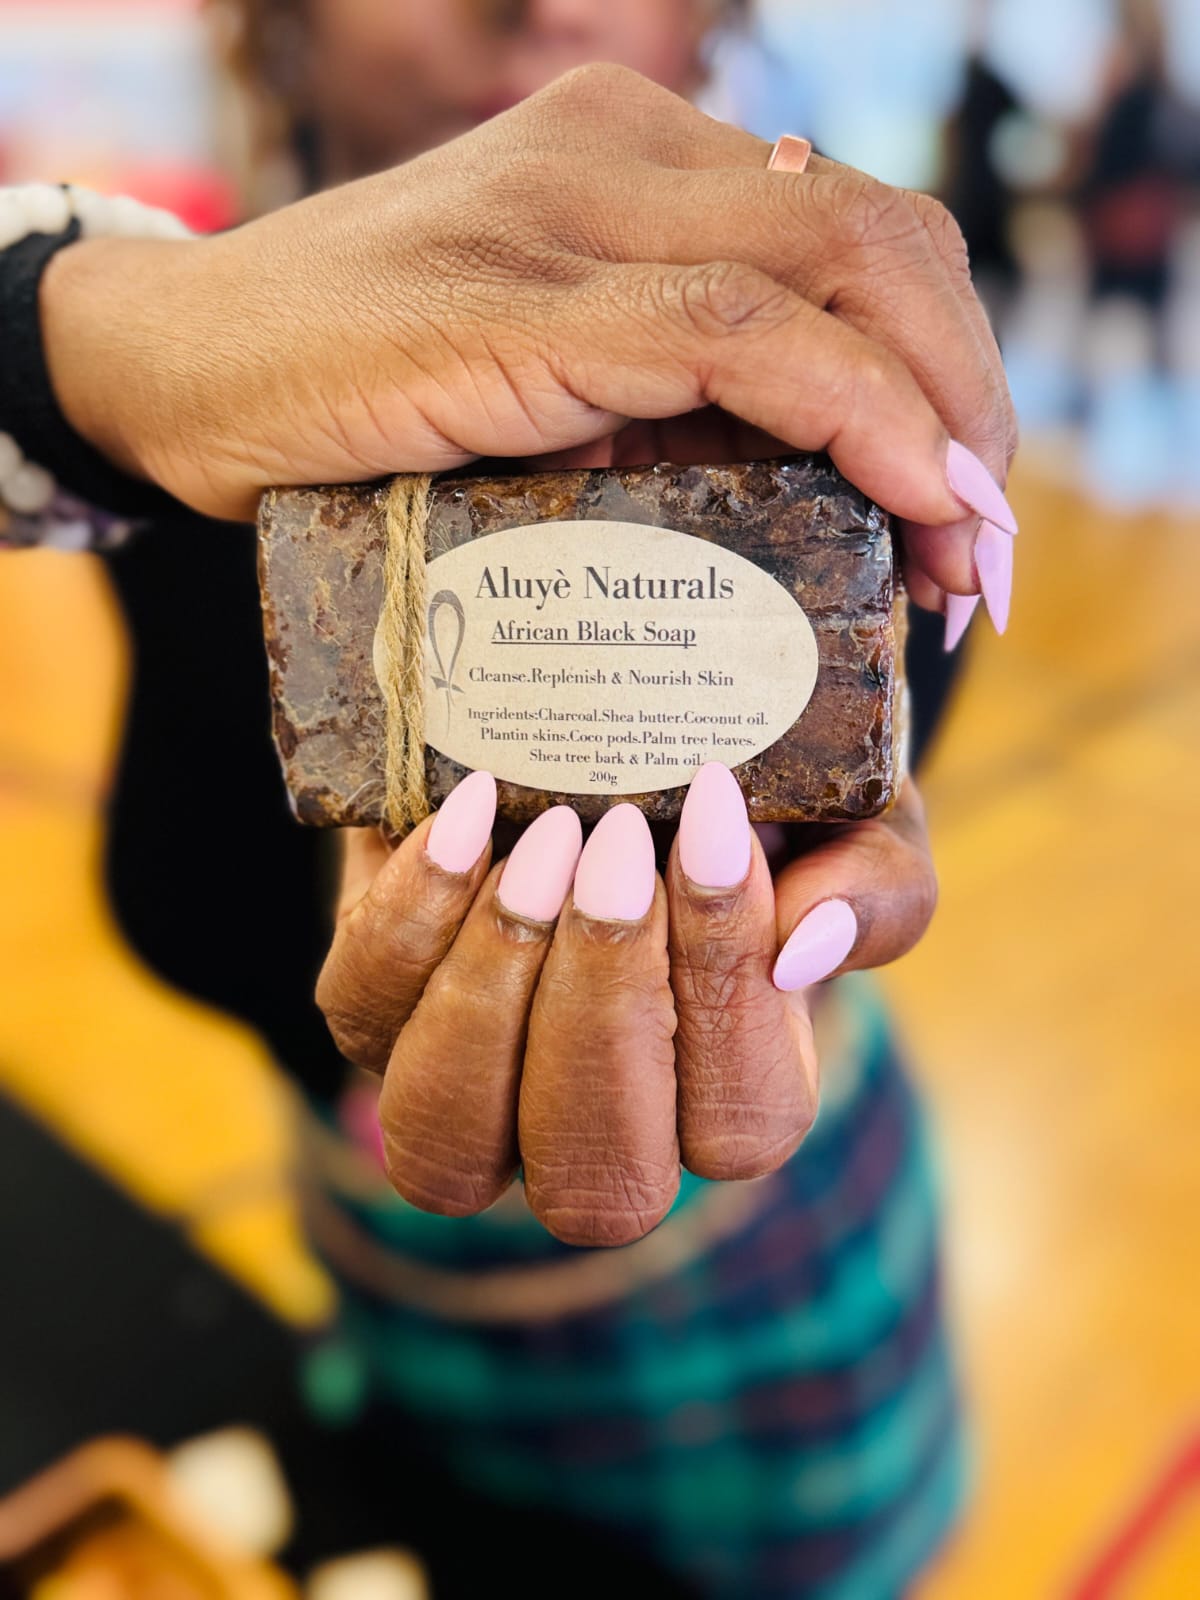 Aluyè Naturals
African Black Soap
Cleanse.Replenish & Nourish Skin
Ingridents:Charcoal.Shea butter.Coconut oil.
Plantin skins.Coco pods.Palm tree leaves.
Shea tree bark & Palm oil.
200g